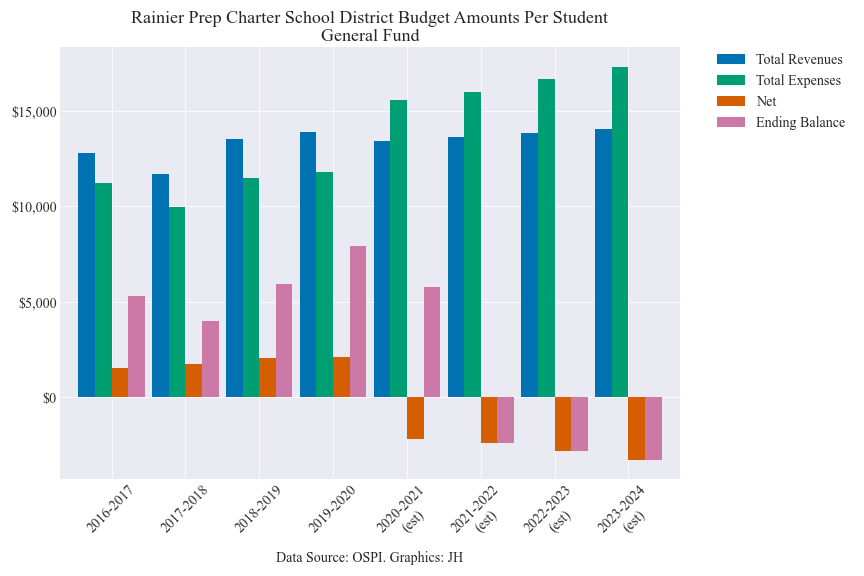 Rainier Prep Charter School District Budget Amounts Per Student
General Fund
Total Revenues
Total Expenses
Net
Ending Balance
$15,000
$10,000
$5,000
$0
2016-2017
2017-2018
2018-2019
2019-2020
2020-2021
(est)
2021-2022
(est)
2022-2023
(est)
2023-2024
(est)
Data Source: OSPI. Graphics: JH